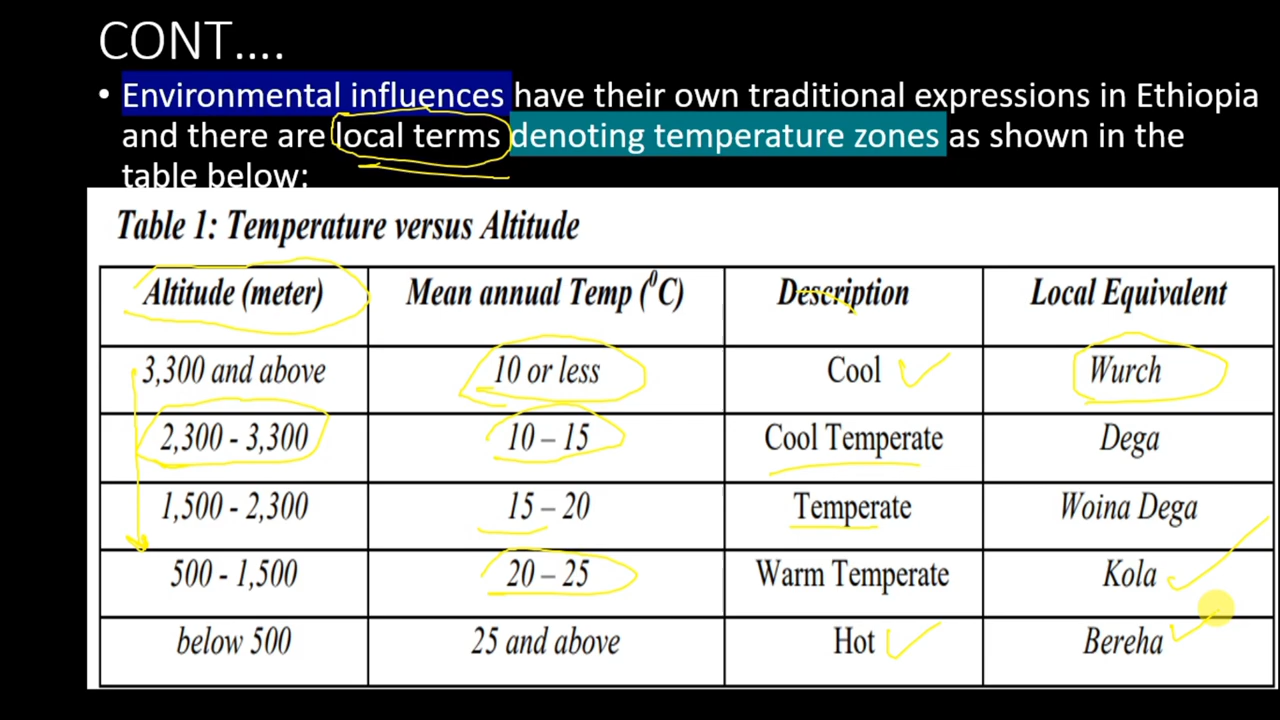 CONT....
• Environmental influences have their own traditional expressions in Ethiopia
and there are local terms denoting temperature zones as shown in the
table below:
Table 1: Temperature versus Altitude
Altitude (meter) Mean annual Temp (⁰C) Description Local Equivalent
3,300 and above 10 or less Cool Wurch
2,300 - 3,300 10 – 15 Cool Temperate Dega
1,500 - 2,300 15 – 20 Temperate Woina Dega
500 - 1,500 20 – 25 Warm Temperate Kola
below 500 25 and above Hot Bereha